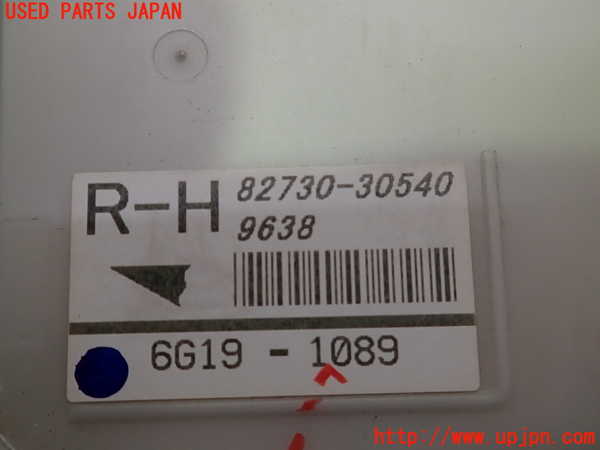 USED PARTS JAPAN
R-H
82730-30540
9638
6G19 - 1089
http://www.upjpn.com/